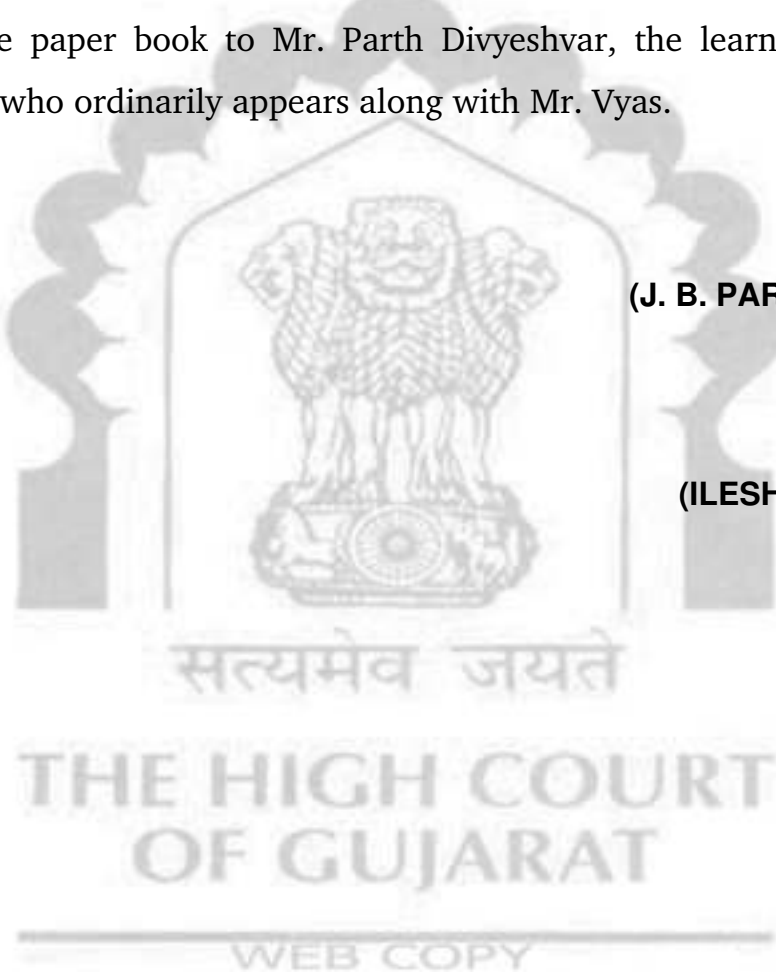 e paper book to Mr. Parth Divyeshvar, the learn
who ordinarily appears along with Mr. Vyas.
(J. B. PAR
(ILESH
सत्यमेव जयते
THE HIGH COURT
OF GUJARAT
WEB COPY